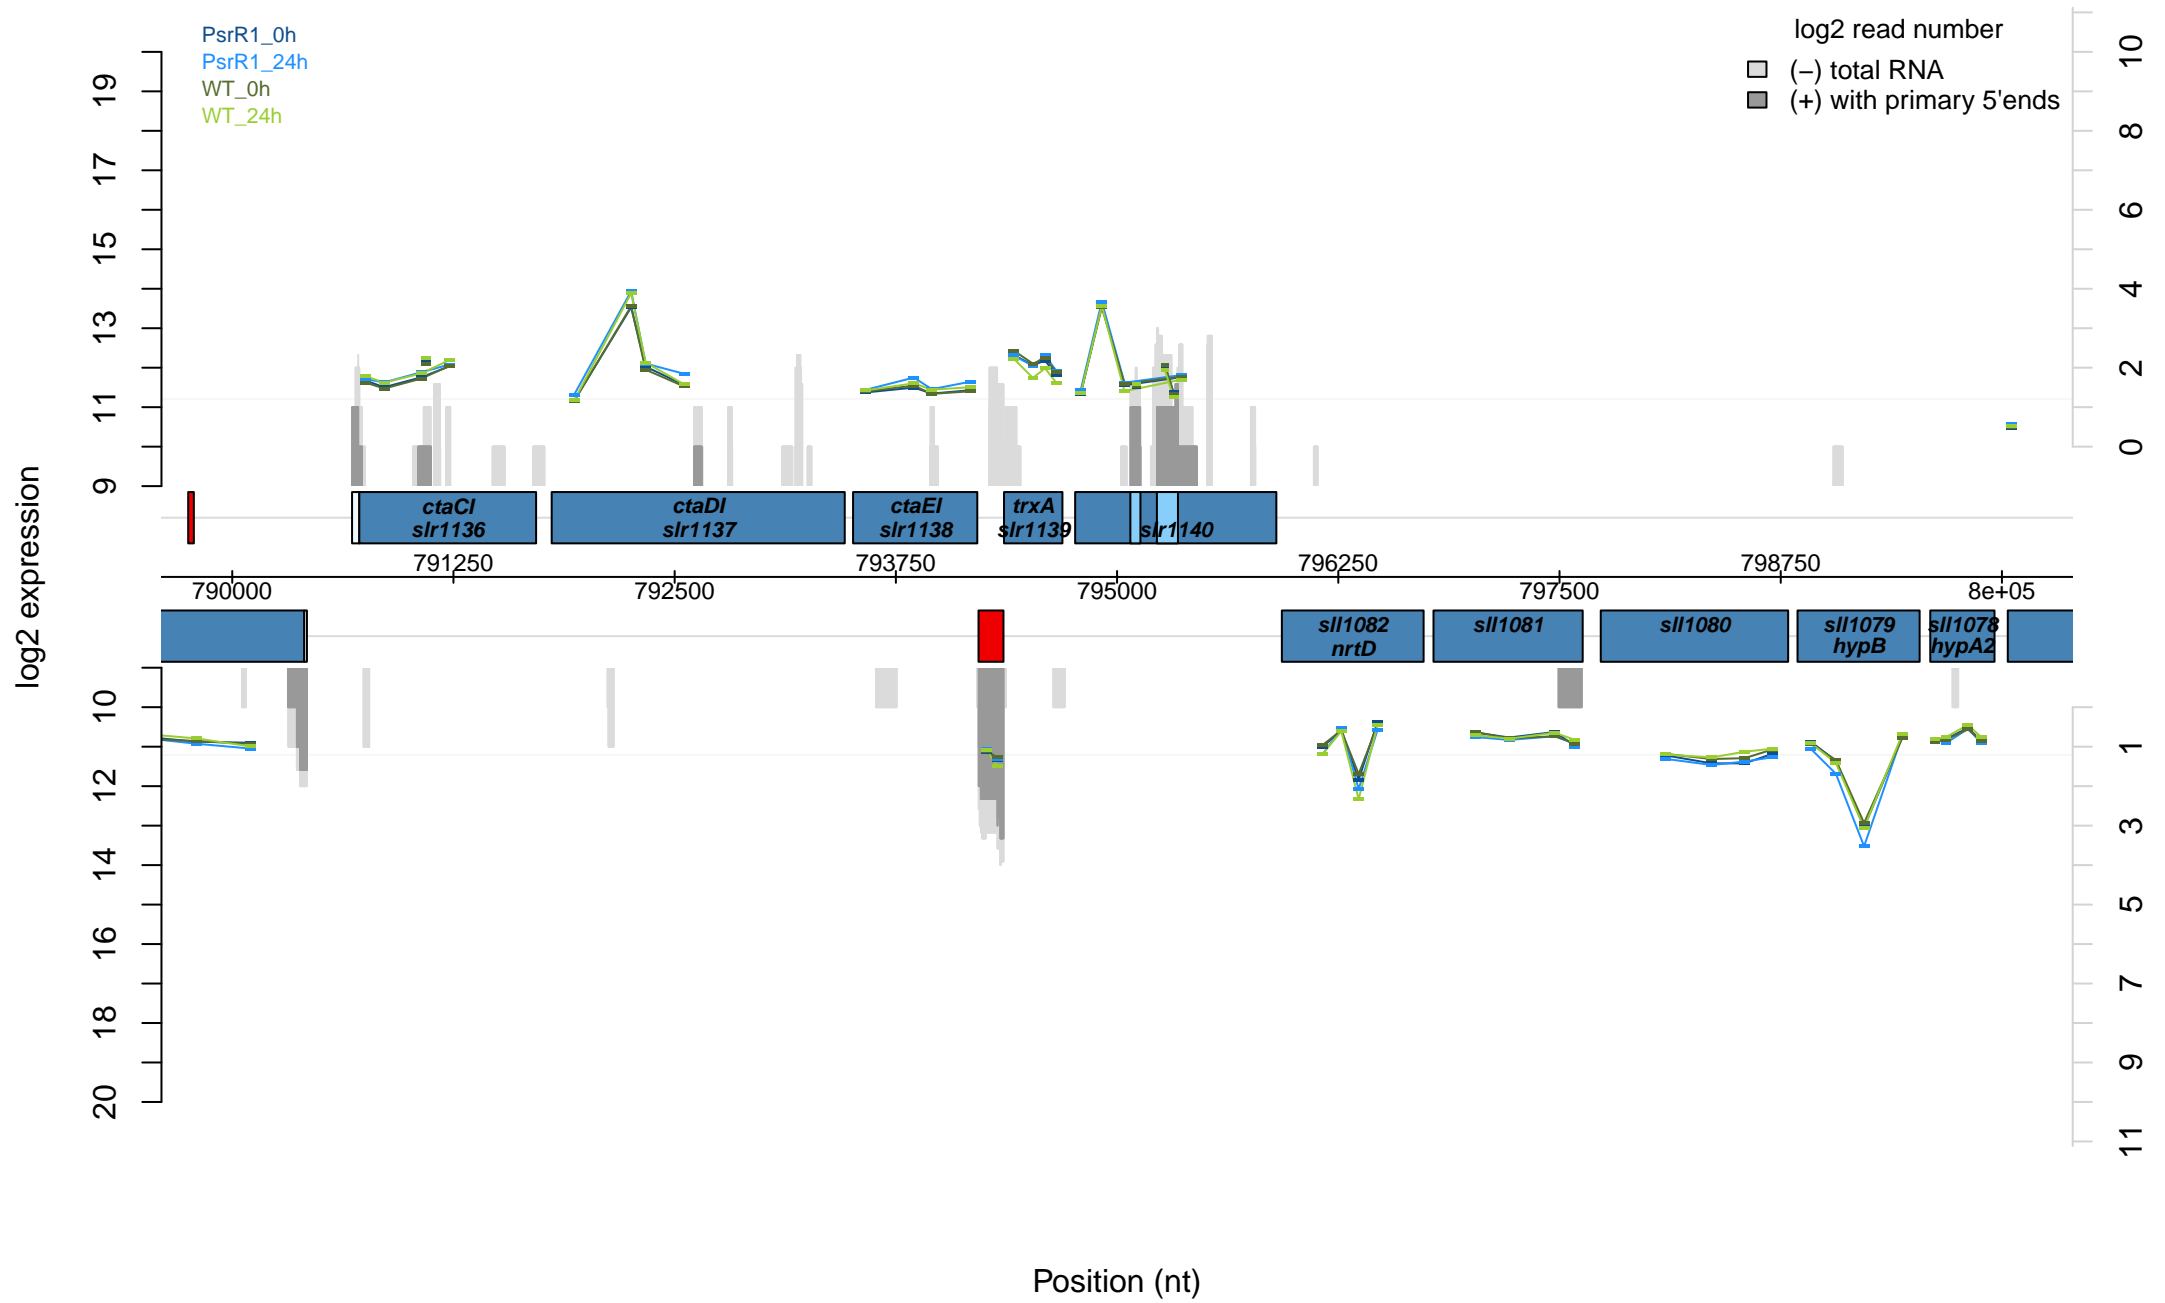 PsrR1_0h
PsrR1_24h
WT_0h
WT_24h
log2 read number
(−) total RNA
(+) with primary 5'ends
19
17
15
13
11
9
10
8
6
4
2
0
log2 expression
ctaCI
slr1136
ctaDI
slr1137
ctaEI
slr1138
trxA
slr1139
slr1140
791250
793750
796250
798750
790000
792500
795000
797500
8e+05
sll1082
nrtD
sll1081
sll1080
sll1079
hypB
sll1078
hypA2
10
12
14
16
18
20
1
3
5
7
9
11
Position (nt)